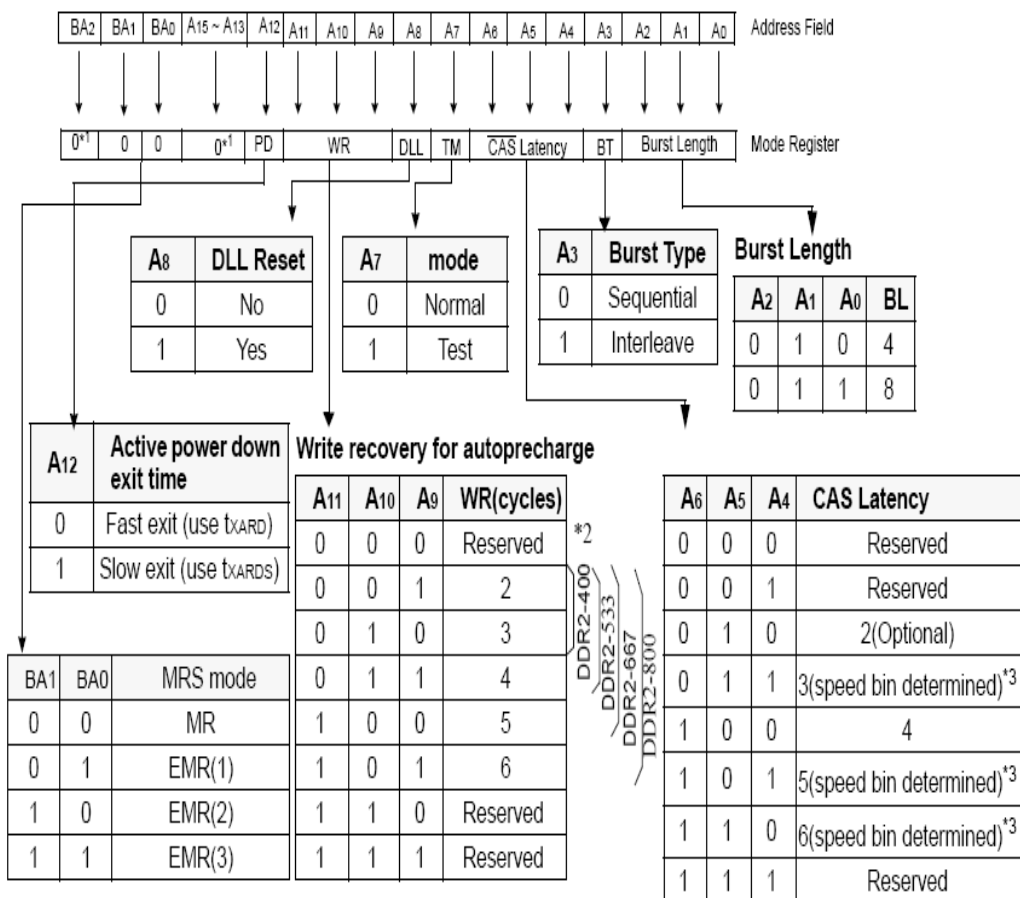 BA2 BA1 BA0 A15 ~ A13 A12 A11 A10 A9 A8 A7 A6 A5 A4 A3 A2 A1 A0 Address Field
0*1 0 0 0*1 PD WR DLL TM CAS Latency BT Burst Length Mode Register
A8 DLL Reset
0 No
1 Yes
A7 mode
0 Normal
1 Test
A3 Burst Type
0 Sequential
1 Interleave
Burst Length
A2 A1 A0 BL
0 1 0 4
0 1 1 8
A12 Active power down
exit time
0 Fast exit (use tXARD)
1 Slow exit (use tXARDS)
Write recovery for autoprecharge
A11 A10 A9 WR(cycles)
0 0 0 Reserved *2
0 0 1 2
0 1 0 3
0 1 1 4
1 0 0 5
1 0 1 6
1 1 0 Reserved
1 1 1 Reserved
DDR2-400
DDR2-533
DDR2-667
DDR2-800
A6 A5 A4 CAS Latency
0 0 0 Reserved
0 0 1 Reserved
0 1 0 2(Optional)
0 1 1 3(speed bin determined)*3
1 0 0 4
1 0 1 5(speed bin determined)*3
1 1 0 6(speed bin determined)*3
1 1 1 Reserved
BA1 BA0 MRS mode
0 0 MR
0 1 EMR(1)
1 0 EMR(2)
1 1 EMR(3)